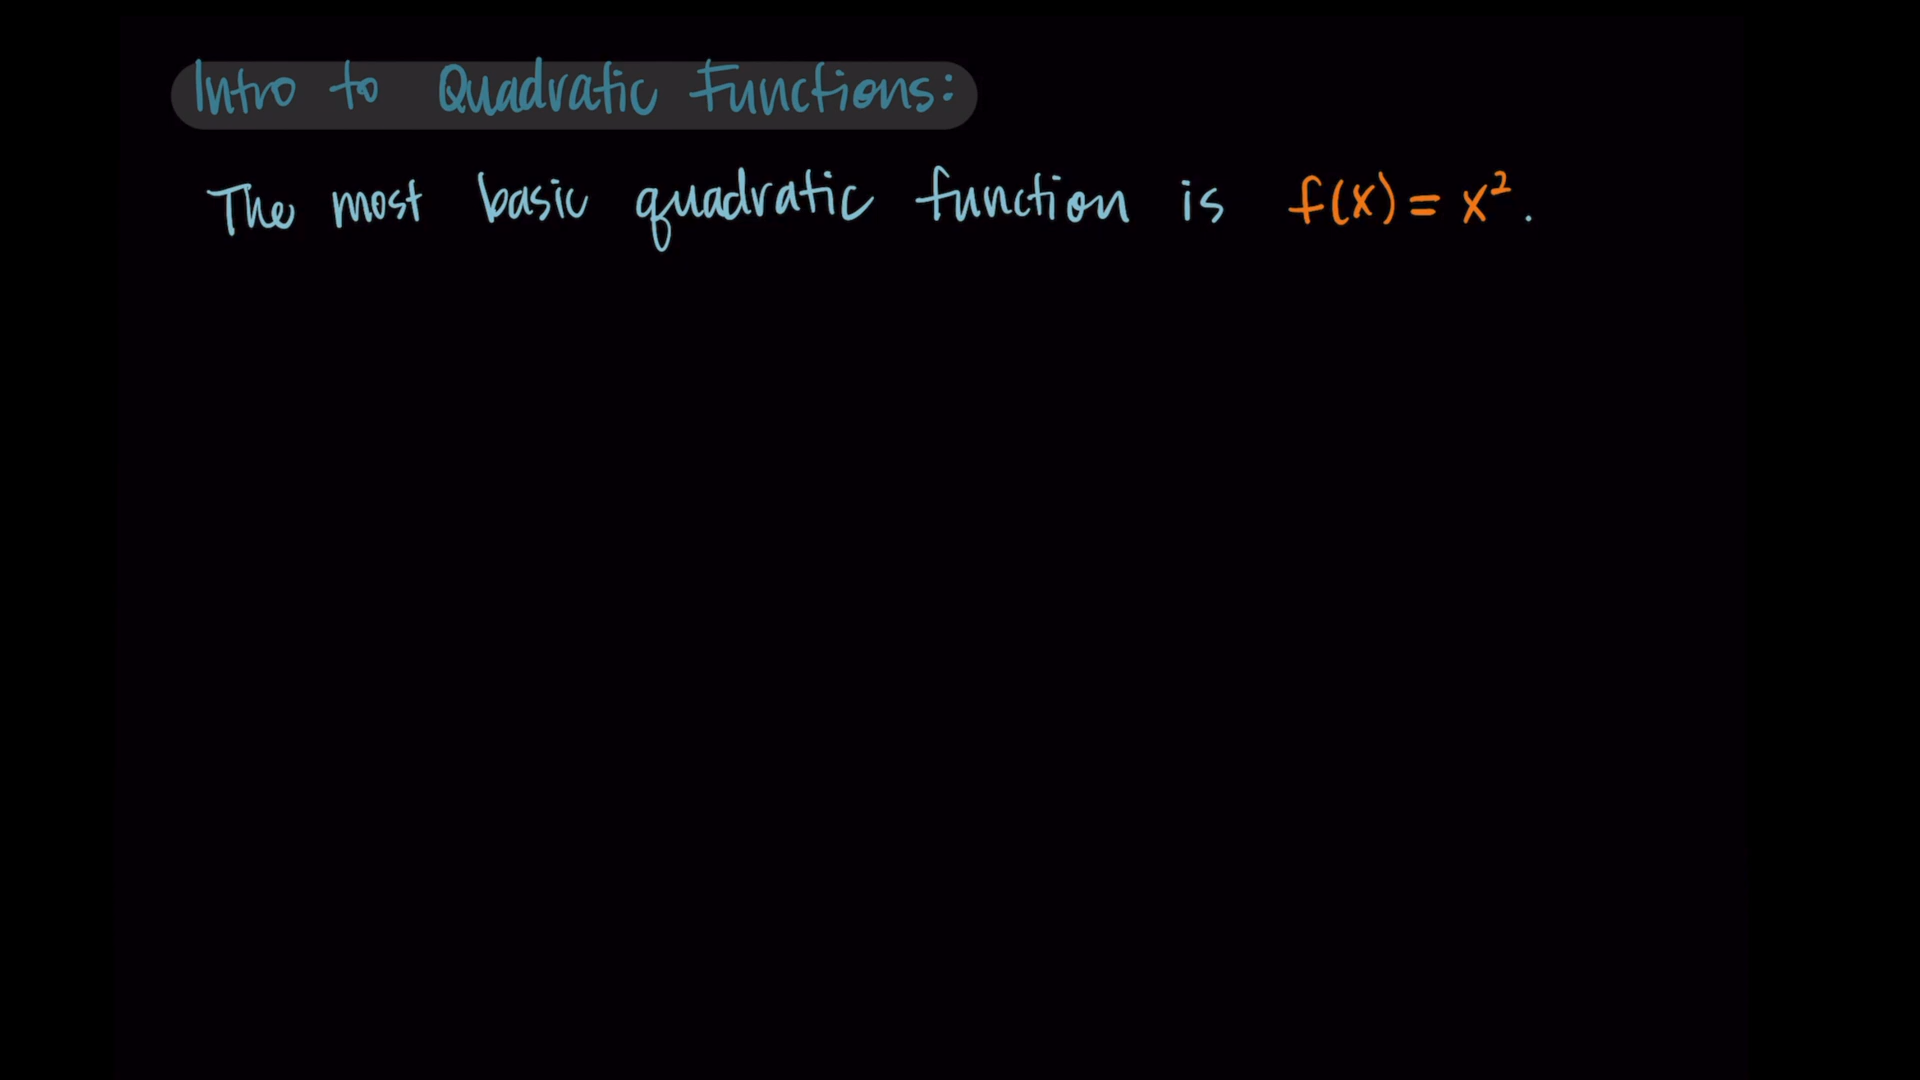 Intro to Quadratic Functions:
The most basic quadratic function is f(x) = x².